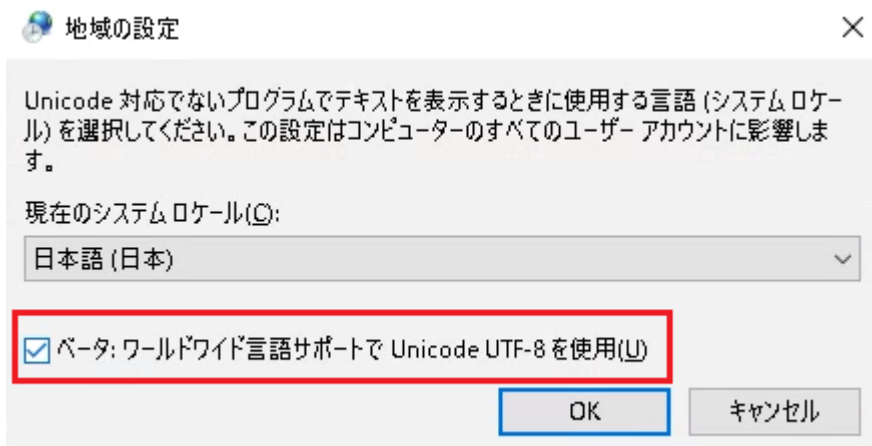 地域の設定
Unicode 対応でないプログラムでテキストを表示するときに使用する言語 (システム ロケー
ル) を選択してください。この設定はコンピューターのすべてのユーザー アカウントに影響しま
す。
現在のシステム ロケール(C):
日本語 (日本)
ベータ: ワールドワイド言語サポートで Unicode UTF-8 を使用(U)
OK キャンセル